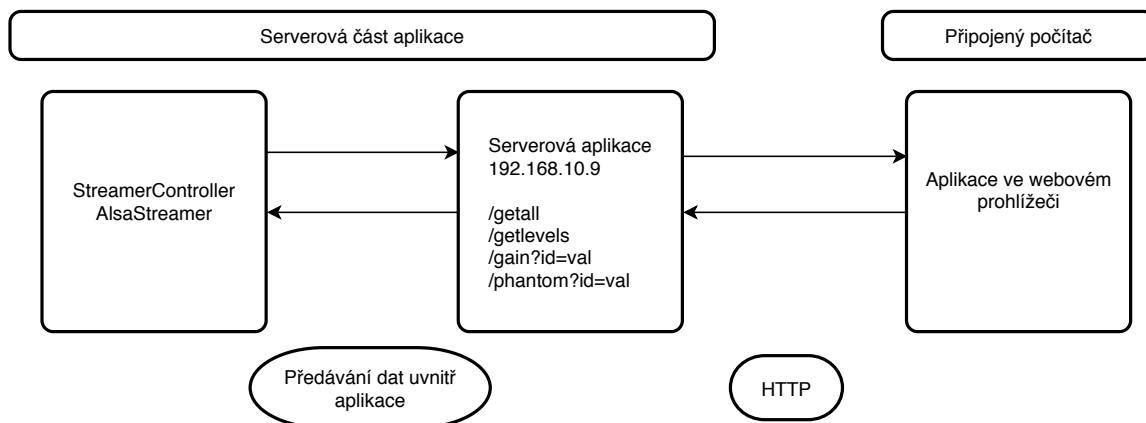 Serverová část aplikace
Připojený počítač
StreamerController
AlsaStreamer
Serverová aplikace
192.168.10.9
/getall
/getlevels
/gain?id=val
/phantom?id=val
Aplikace ve webovém
prohlížeči
Předávání dat uvnitř
aplikace
HTTP